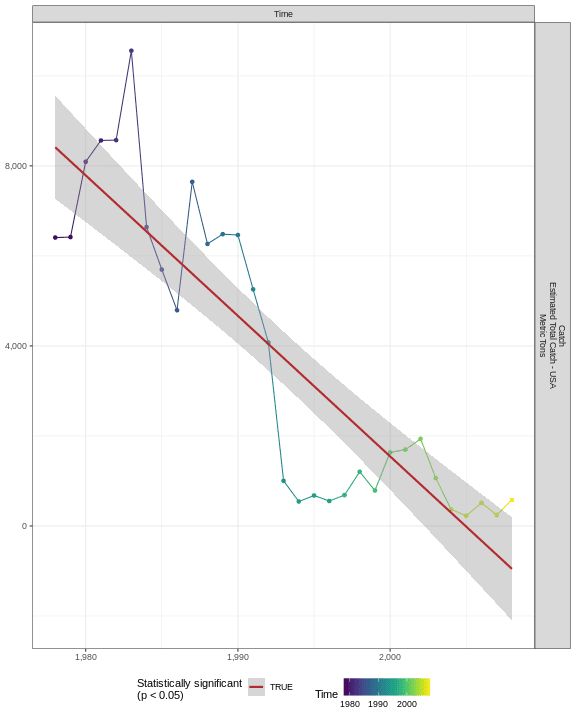 Time
8,000
4,000
0
1,980
1,990
2,000
Catch
Estimated Total Catch - USA
Metric Tons
Statistically significant
(p < 0.05)
TRUE
Time
1980
1990
2000